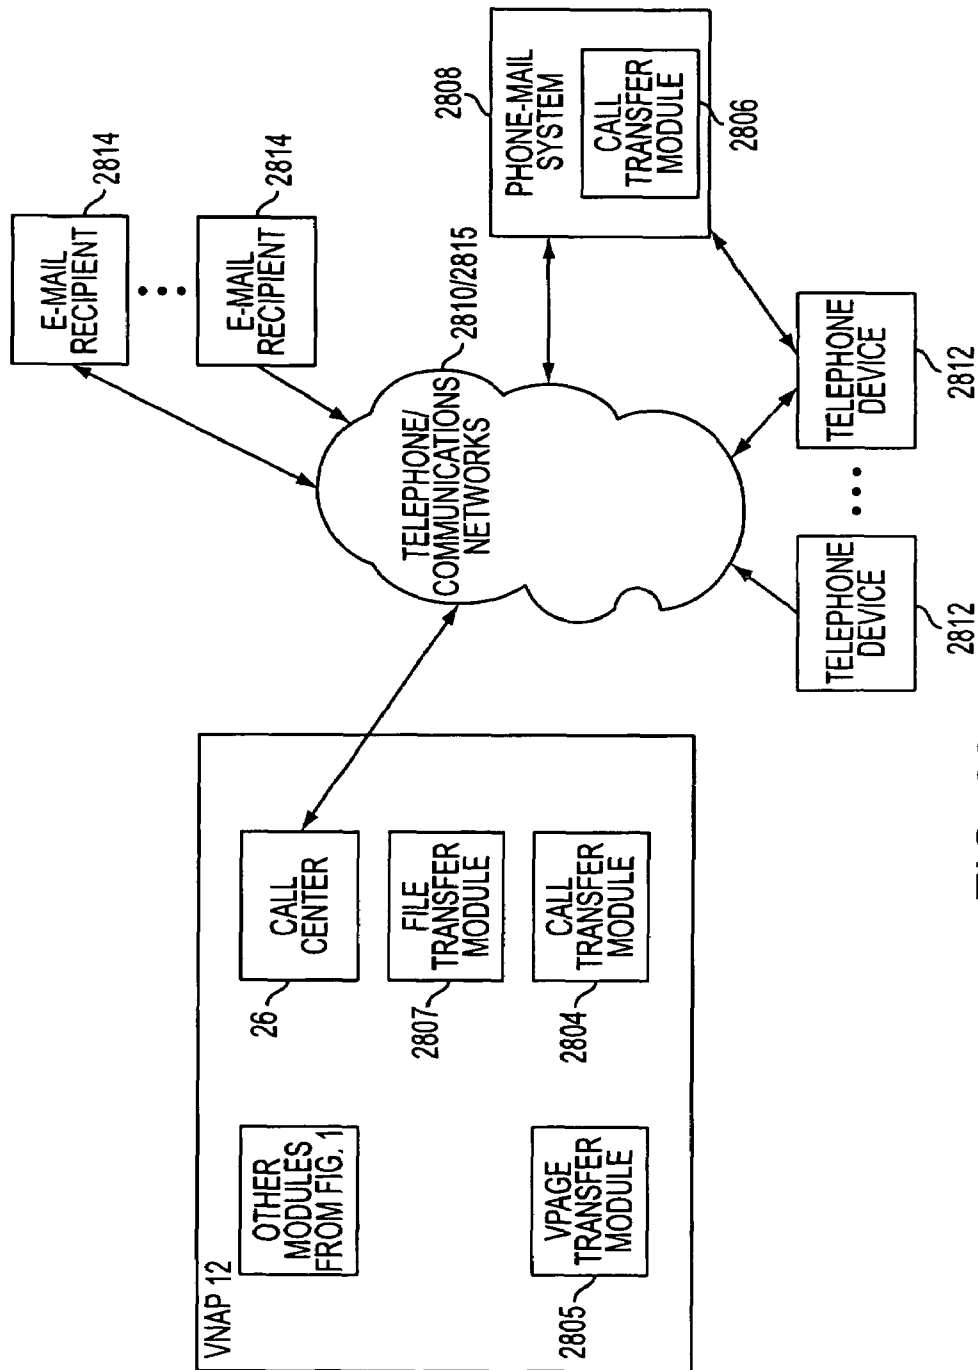 VNAP 12
OTHER
MODULES
FROM FIG. 1
VPAGE
TRANSFER
MODULE
2805
CALL
CENTER
26
FILE
TRANSFER
MODULE
2807
CALL
TRANSFER
MODULE
2804
TELEPHONE/
COMMUNICATIONS
NETWORKS
2810/2815
E-MAIL
RECIPIENT
2814
E-MAIL
RECIPIENT
2814
PHONE-MAIL
SYSTEM
2808
CALL
TRANSFER
MODULE
2806
TELEPHONE
DEVICE
2812
TELEPHONE
DEVICE
2812